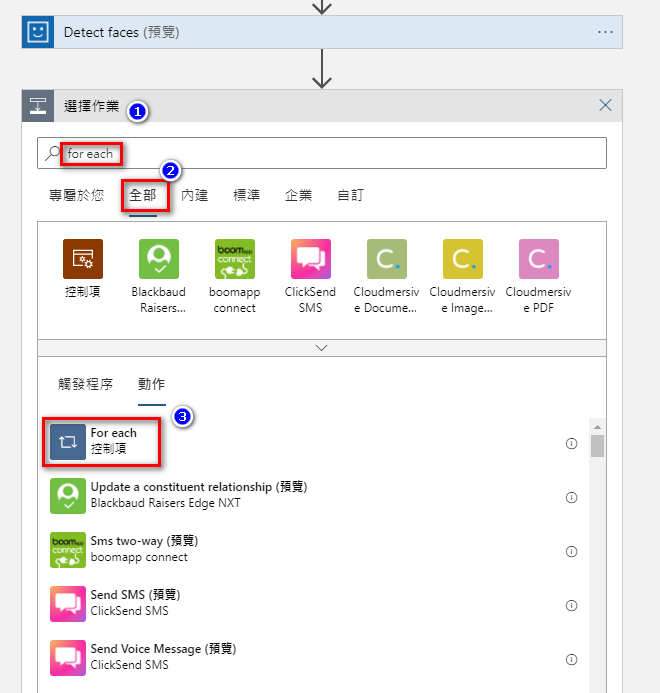 Detect faces (預覽)
選擇作業
1
for each
2
專屬於您 全部 內建 標準 企業 自訂
控制項
Blackbaud Raisers...
boomapp connect
ClickSend SMS
Cloudmersive Docume...
Cloudmersive Image...
Cloudmersive PDF
觸發程序 動作
3
For each
控制項
Update a constituent relationship (預覽)
Blackbaud Raisers Edge NXT
Sms two-way (預覽)
boomapp connect
Send SMS (預覽)
ClickSend SMS
Send Voice Message (預覽)
ClickSend SMS